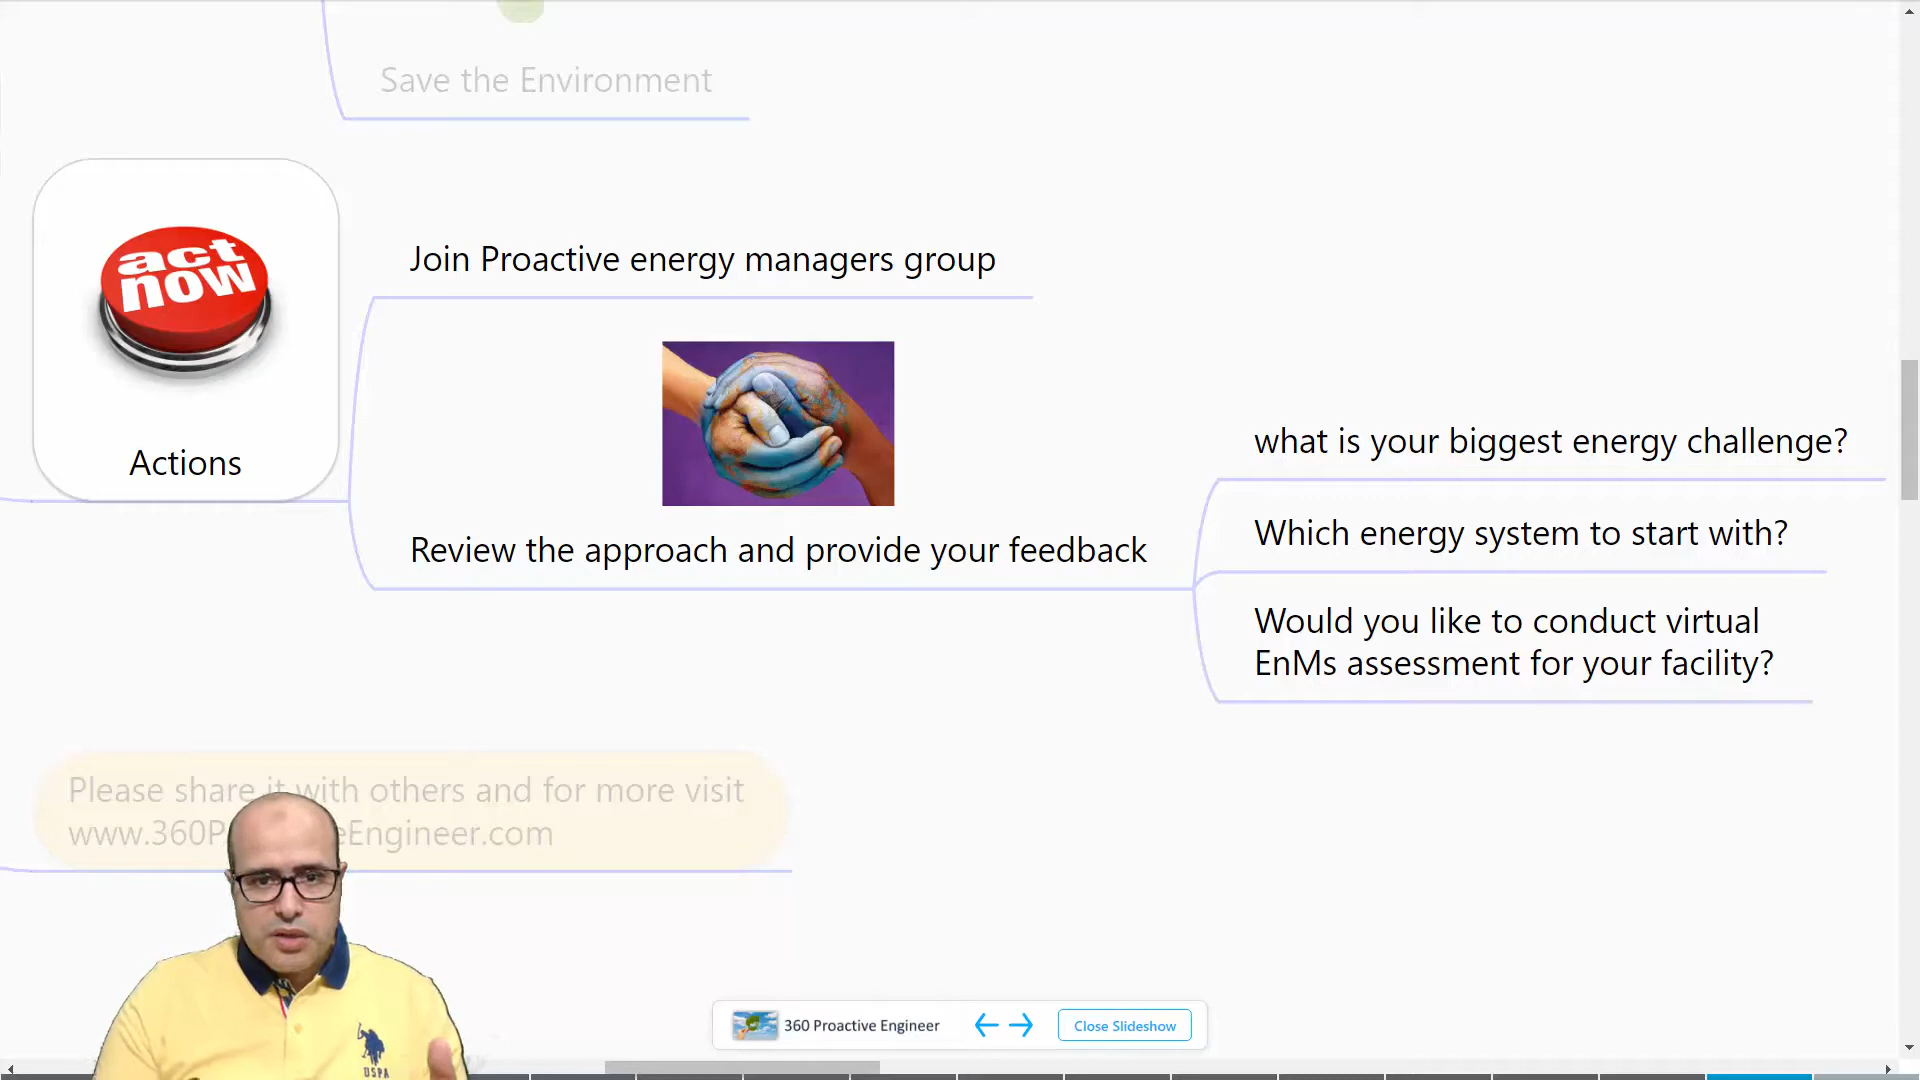 Save the Environment
act
now
Actions
Join Proactive energy managers group
Review the approach and provide your feedback
what is your biggest energy challenge?
Which energy system to start with?
Would you like to conduct virtual
EnMs assessment for your facility?
Please share it with others and for more visit
www.360P eEngineer.com
USPA
360 Proactive Engineer
Close Slideshow